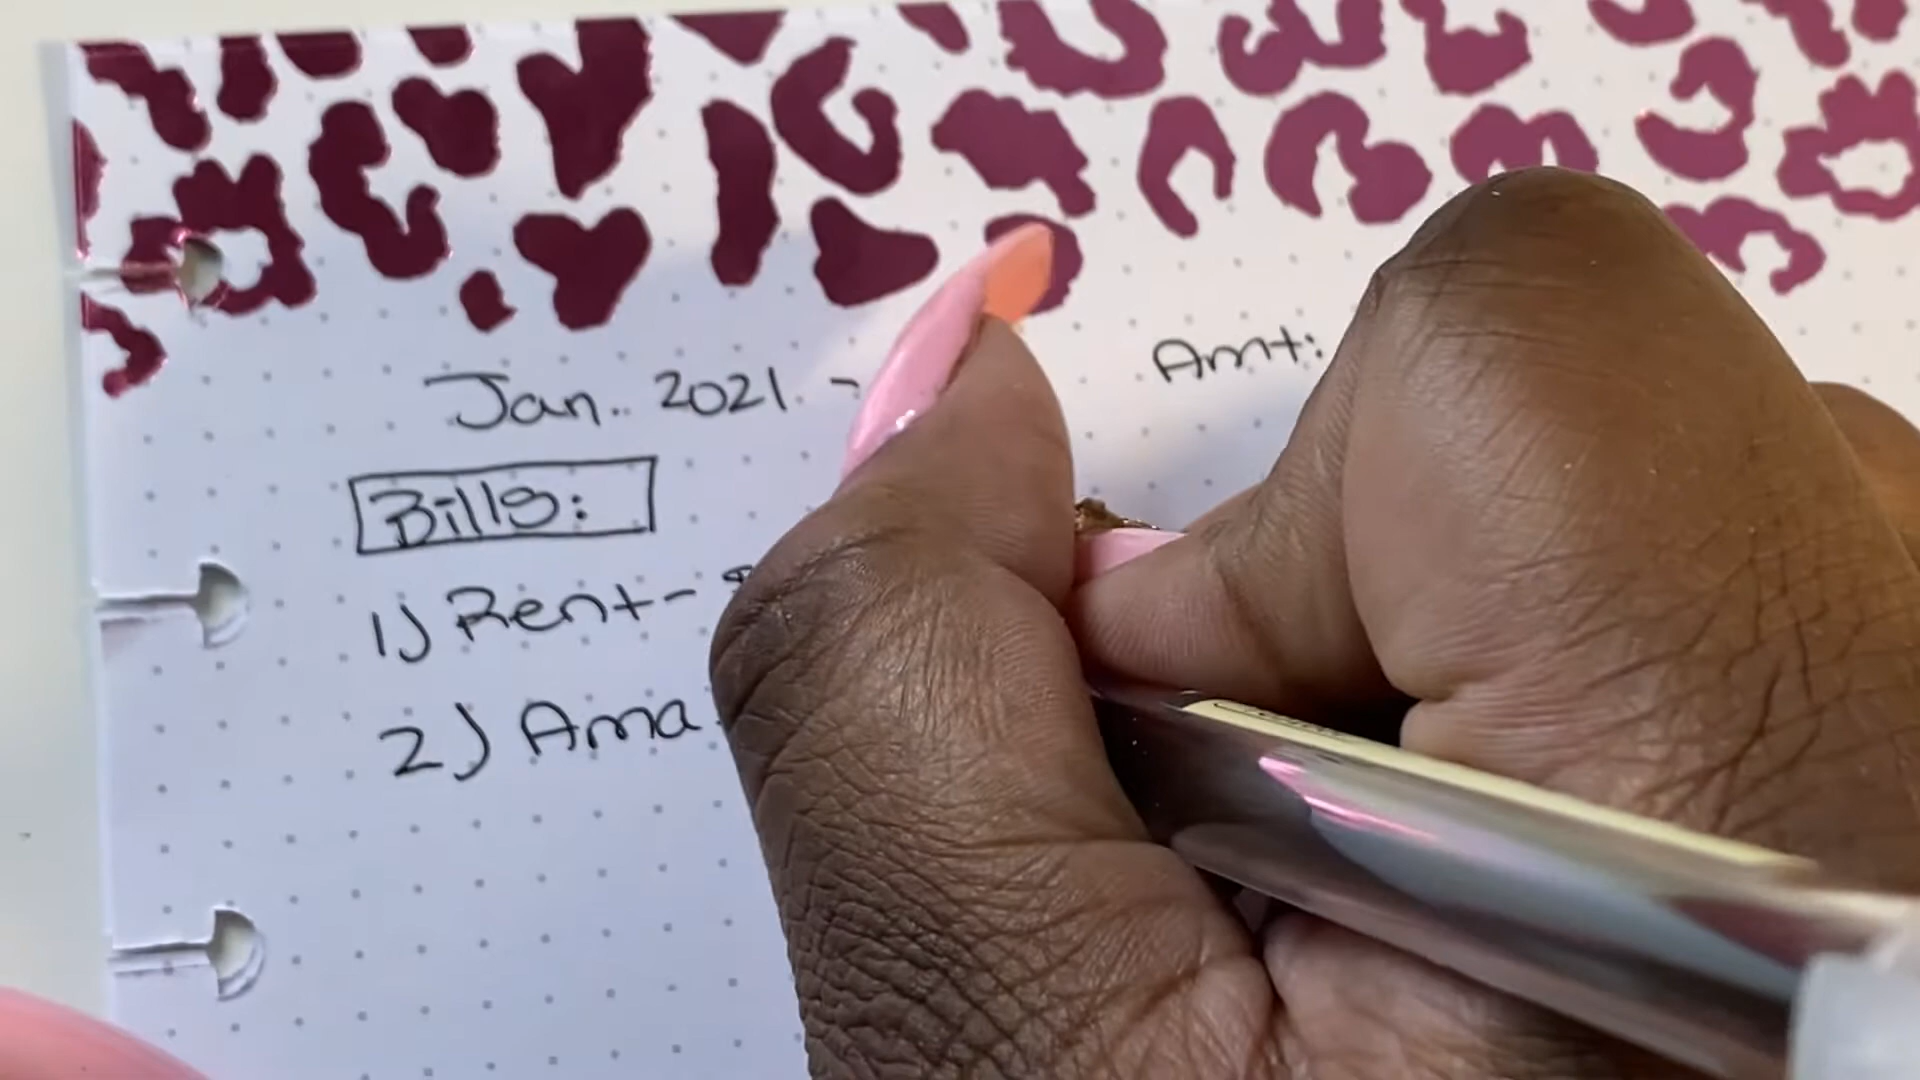 Jan. 2021. -
Amt:
Bills:
1) Rent-
2) Ama